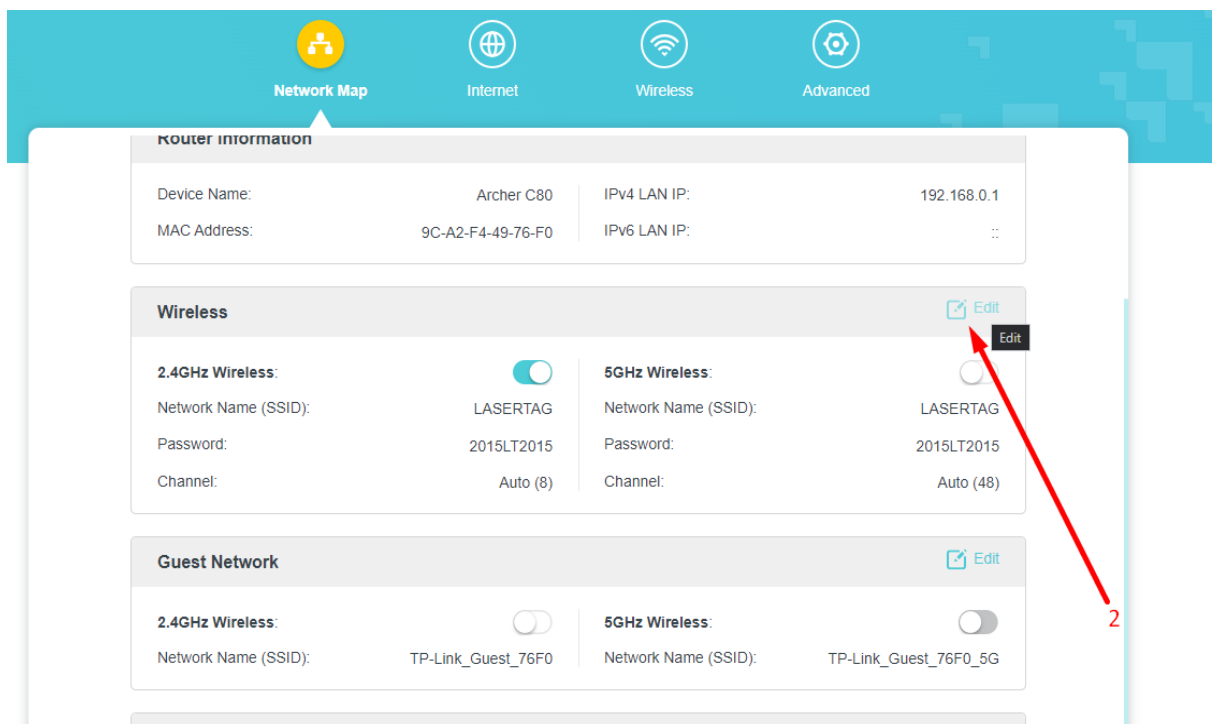 Network Map
Internet
Wireless
Advanced
Router Information
Device Name: Archer C80 IPv4 LAN IP: 192.168.0.1
MAC Address: 9C-A2-F4-49-76-F0 IPv6 LAN IP: ::
Wireless Edit
Edit
2.4GHz Wireless: 5GHz Wireless:
Network Name (SSID): LASERTAG Network Name (SSID): LASERTAG
Password: 2015LT2015 Password: 2015LT2015
Channel: Auto (8) Channel: Auto (48)
Guest Network Edit
2.4GHz Wireless: 5GHz Wireless:
2
Network Name (SSID): TP-Link_Guest_76F0 Network Name (SSID): TP-Link_Guest_76F0_5G